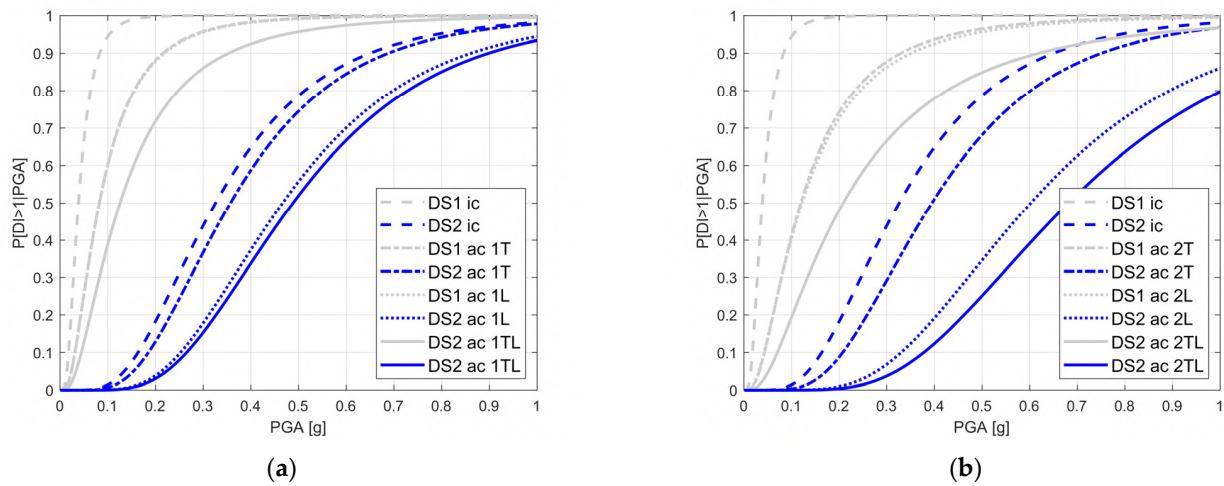 1
0.9
0.8
0.7
0.6
0.5
0.4
0.3
0.2
0.1
0
P[DI>1|PGA]
DS1 ic
DS2 ic
DS1 ac 1T
DS2 ac 1T
DS1 ac 1L
DS2 ac 1L
DS2 ac 1TL
DS2 ac 1TL
0 0.1 0.2 0.3 0.4 0.5 0.6 0.7 0.8 0.9 1
PGA [g]
(a)
1
0.9
0.8
0.7
0.6
0.5
0.4
0.3
0.2
0.1
0
P[DI>1|PGA]
DS1 ic
DS2 ic
DS1 ac 2T
DS2 ac 2T
DS1 ac 2L
DS2 ac 2L
DS2 ac 2TL
DS2 ac 2TL
0 0.1 0.2 0.3 0.4 0.5 0.6 0.7 0.8 0.9 1
PGA [g]
(b)